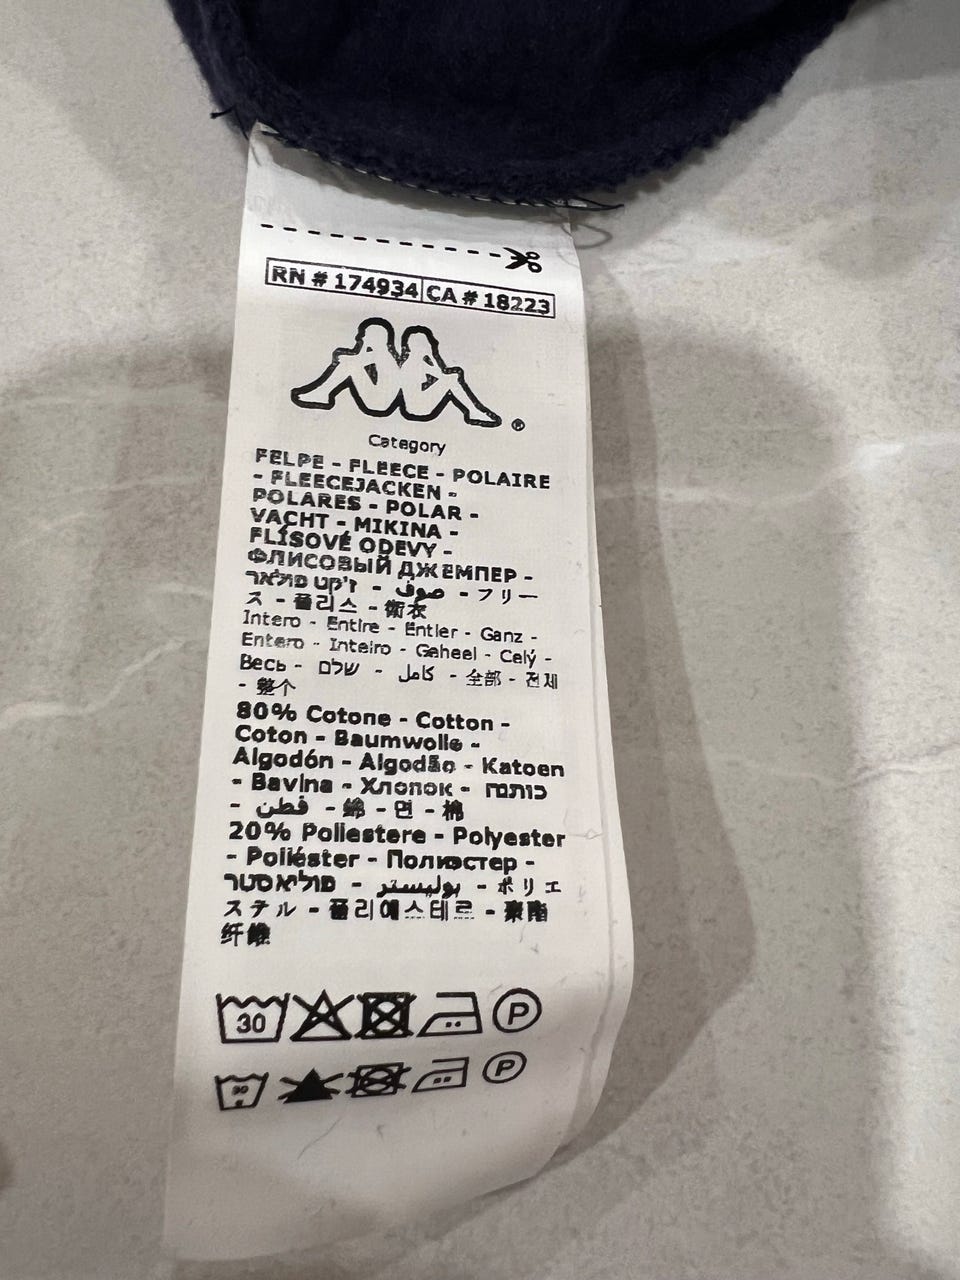 RN # 174934 CA # 18223
®
Category
FELPE - FLEECE - POLAIRE
- FLEECEJACKEN -
POLARES - POLAR -
VACHT - MIKINA -
FLÍSOVÉ ODEVY -
ФЛИСОВЫЙ ДЖЕМПЕР -
ז'קט פולאר - صوف - フリー
ス - 플리스 - 衛衣
Intero - Entire - Entier - Ganz -
Entero - Inteiro - Geheel - Celý -
Весь - שלם - كامل - 全部 - 전체
- 整个
80% Cotone - Cotton -
Coton - Baumwolle -
Algodón - Algodão - Katoen
- Bavlna - Хлопок - כותנה
- قطن - 綿 - 면 - 棉
20% Poliestere - Polyester
- Poliéster - Полиэстер -
פוליאסטר - بوليستر - ポリエ
ステル - 폴리에스테르 - 聚酯
纤维
30 P
30 P